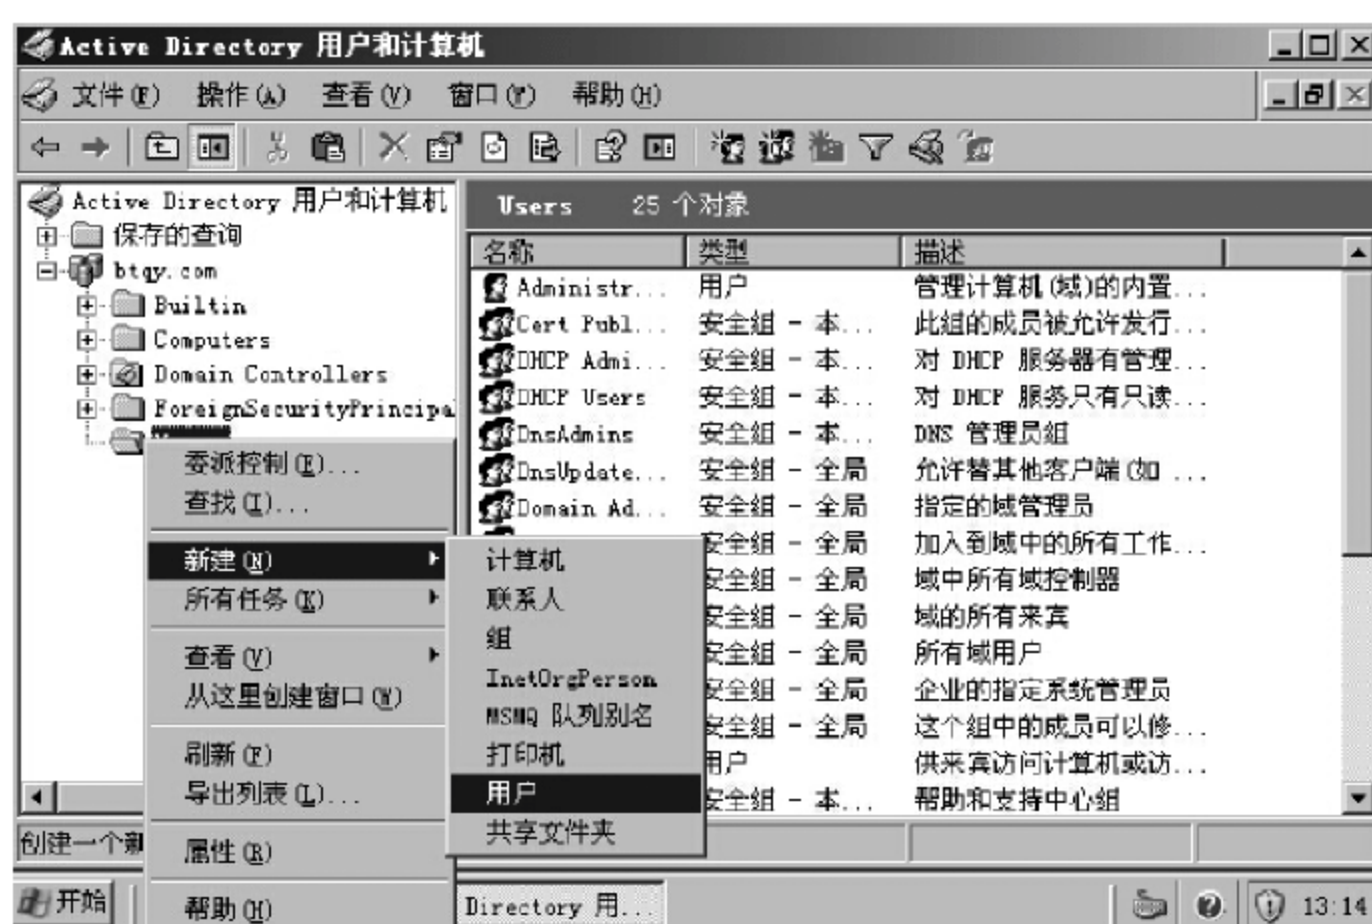 Active Directory 用户和计算机
文件(F) 操作(A) 查看(V) 窗口(W) 帮助(H)
Active Directory 用户和计算机
保存的查询
btqy.com
Builtin
Computers
Domain Controllers
ForeignSecurityPrincipa
Users 25 个对象
名称 类型 描述
Administr... 用户 管理计算机(域)的内置...
Cert Publ... 安全组 - 本... 此组的成员被允许发行...
DHCP Admi... 安全组 - 本... 对 DHCP 服务器有管理...
DHCP Users 安全组 - 本... 对 DHCP 服务只有只读...
DnsAdmins 安全组 - 本... DNS 管理员组
DnsUpdate... 安全组 - 全局 允许替其他客户端(如 ...
Domain Ad... 安全组 - 全局 指定的域管理员
安全组 - 全局 加入到域中的所有工作...
安全组 - 全局 域中所有域控制器
安全组 - 全局 域的所有来宾
安全组 - 全局 所有域用户
安全组 - 全局 企业的指定系统管理员
安全组 - 全局 这个组中的成员可以修...
用户 供来宾访问计算机或访...
安全组 - 本... 帮助和支持中心组
委派控制(E)...
查找(I)...
新建(N)
所有任务(K)
查看(V)
从这里创建窗口(W)
刷新(F)
导出列表(L)...
属性(R)
帮助(H)
计算机
联系人
组
InetOrgPerson
MSMQ 队列别名
打印机
用户
共享文件夹
创建一个新
开始
Directory 用...
13:14